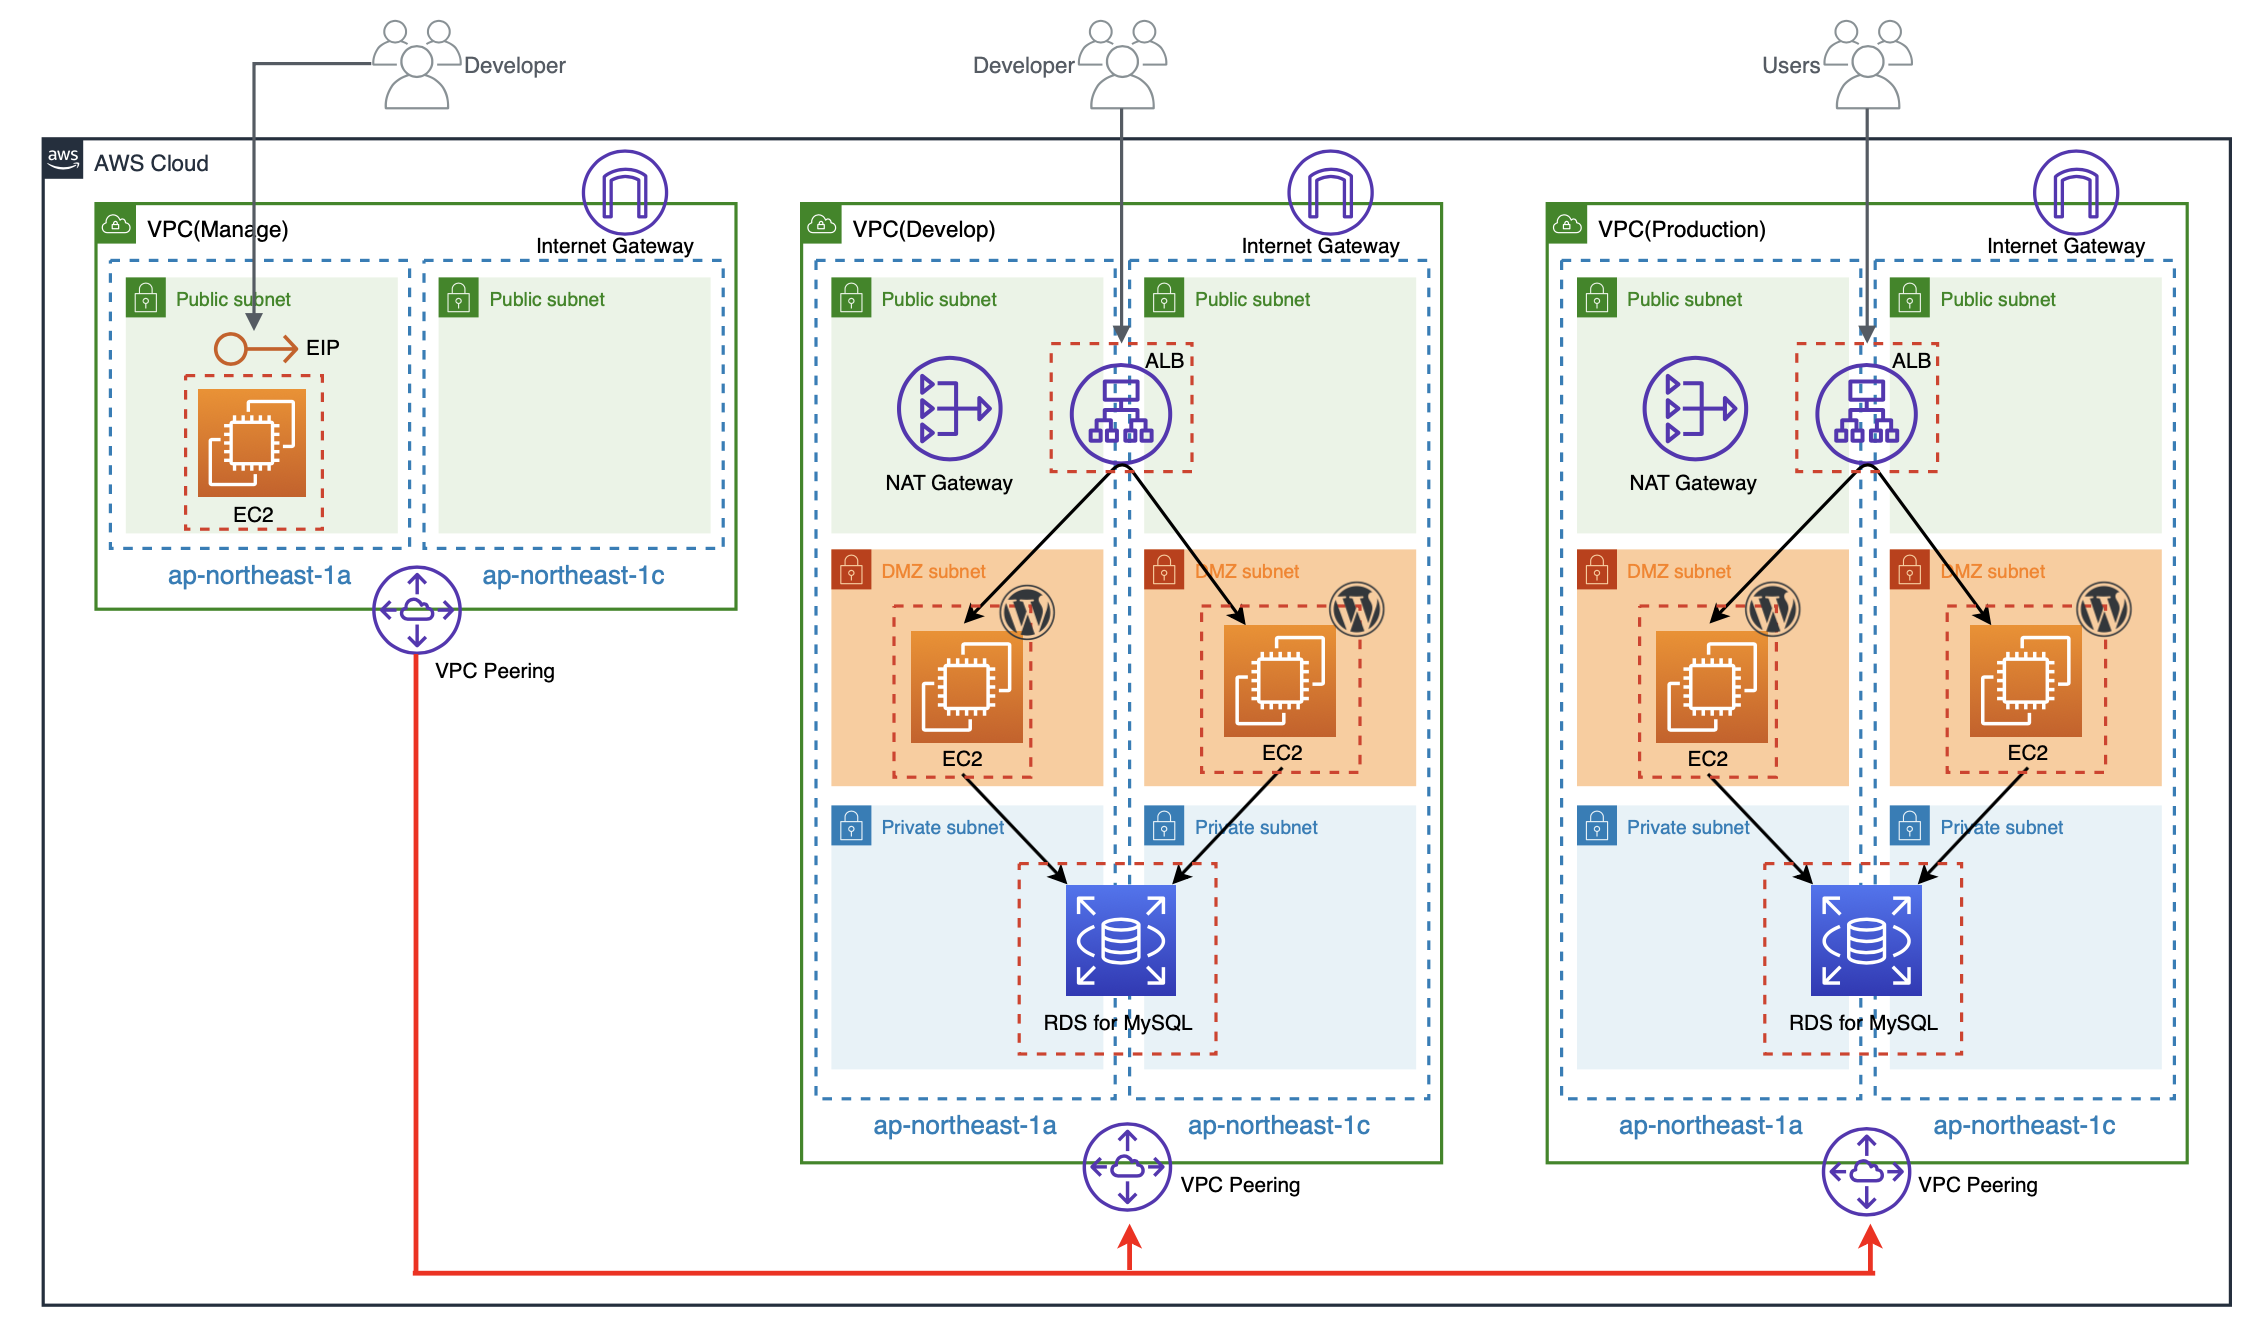 Developer
Developer
Users
aws
AWS Cloud
VPC(Manage)
Internet Gateway
Public subnet
Public subnet
EIP
EC2
ap-northeast-1a
ap-northeast-1c
VPC Peering
VPC(Develop)
Internet Gateway
Public subnet
Public subnet
ALB
NAT Gateway
DMZ subnet
DMZ subnet
W
W
EC2
EC2
Private subnet
Private subnet
RDS for MySQL
ap-northeast-1a
ap-northeast-1c
VPC Peering
VPC(Production)
Internet Gateway
Public subnet
Public subnet
ALB
NAT Gateway
DMZ subnet
DMZ subnet
W
W
EC2
EC2
Private subnet
Private subnet
RDS for MySQL
ap-northeast-1a
ap-northeast-1c
VPC Peering